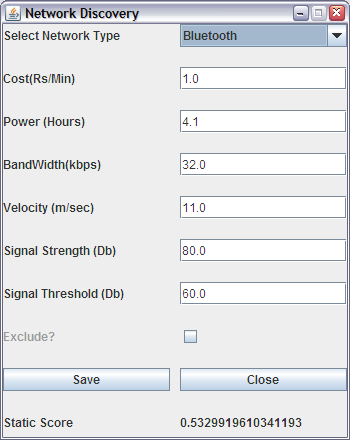 Network Discovery
Select Network Type Bluetooth
Cost(Rs/Min) 1.0
Power (Hours) 4.1
BandWidth(kbps) 32.0
Velocity (m/sec) 11.0
Signal Strength (Db) 80.0
Signal Threshold (Db) 60.0
Exclude?
Save Close
Static Score 0.5329919610341193